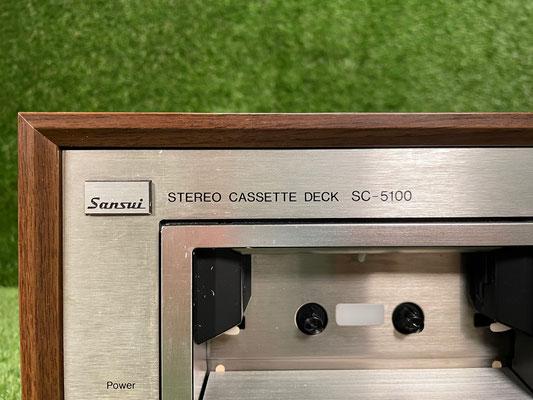 Sansui
STEREO CASSETTE DECK SC-5100
Power